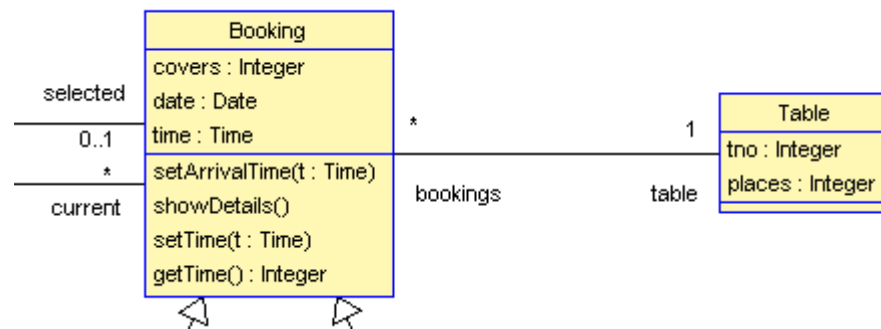 Booking
covers : Integer
date : Date
time : Time
setArrivalTime(t : Time)
showDetails()
setTime(t : Time)
getTime() : Integer
selected
0..1
*
current
*
1
bookings
table
Table
tno : Integer
places : Integer